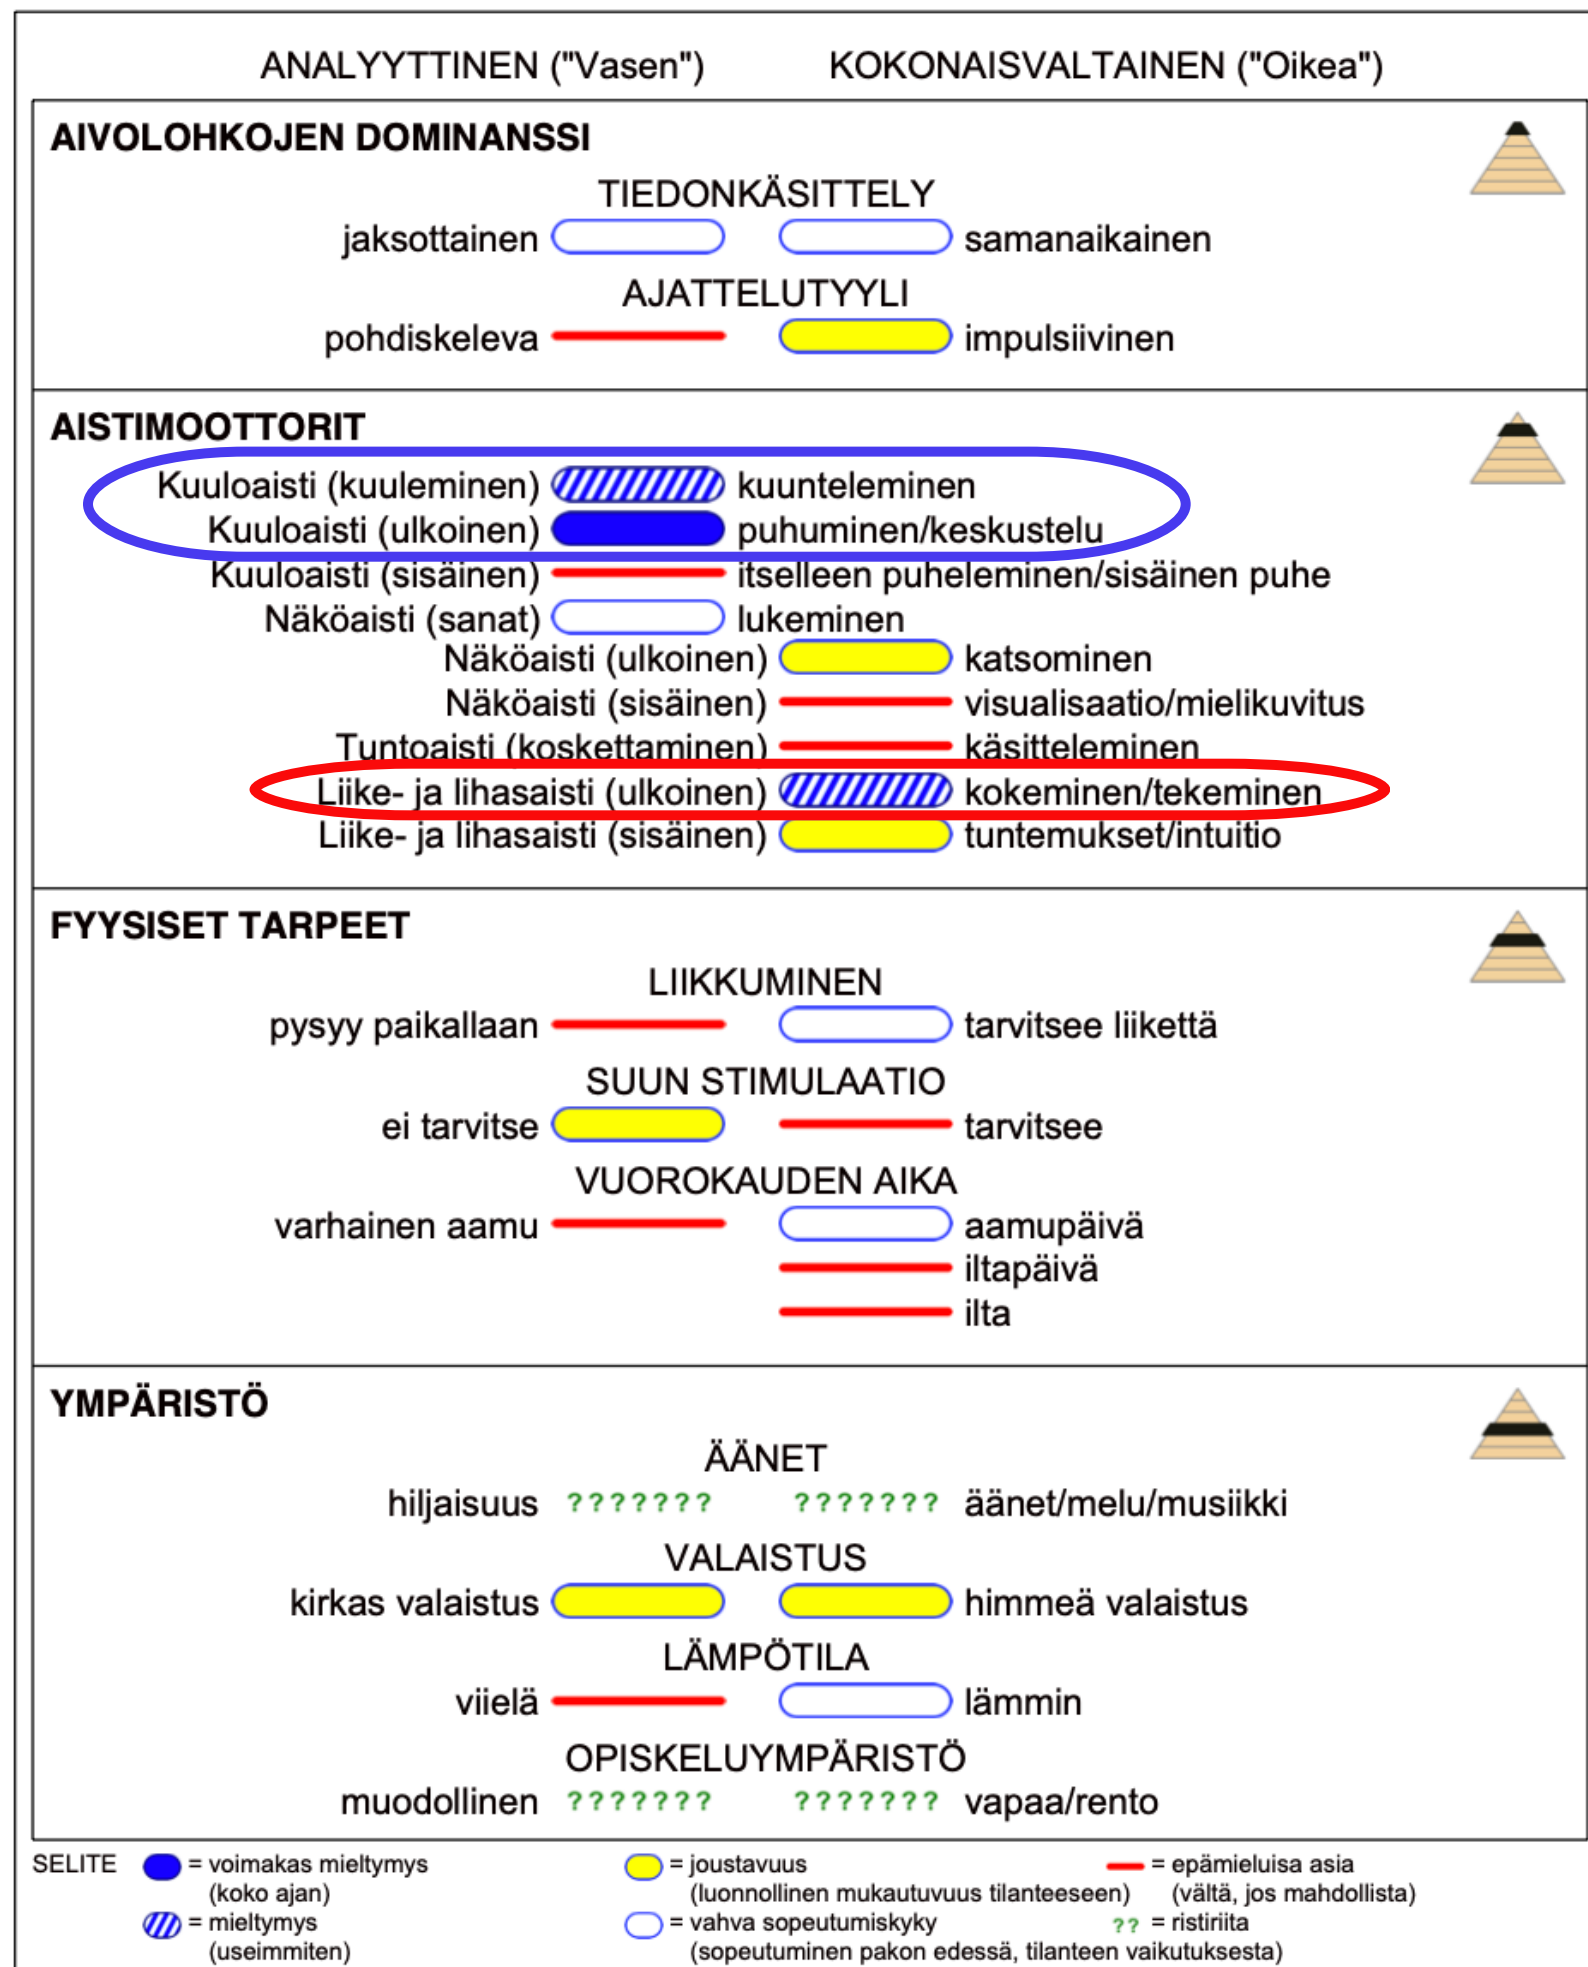 ANALYYTTINEN ("Vasen") KOKONAISVALTAINEN ("Oikea")
AIVOLOHKOJEN DOMINANSSI
TIEDONKÄSITTELY
jaksottainen samanaikainen
AJATTELUTYYLI
pohdiskeleva impulsiivinen
AISTIMOOTTORIT
Kuuloaisti (kuuleminen) kuunteleminen
Kuuloaisti (ulkoinen) puhuminen/keskustelu
Kuuloaisti (sisäinen) itselleen puheleminen/sisäinen puhe
Näköaisti (sanat) lukeminen
Näköaisti (ulkoinen) katsominen
Näköaisti (sisäinen) visualisaatio/mielikuvitus
Tuntoaisti (koskettaminen) käsitteleminen
Liike- ja lihasaisti (ulkoinen) kokeminen/tekeminen
Liike- ja lihasaisti (sisäinen) tuntemukset/intuitio
FYYSISET TARPEET
LIIKKUMINEN
pysyy paikallaan tarvitsee liikettä
SUUN STIMULAATIO
ei tarvitse tarvitsee
VUOROKAUDEN AIKA
varhainen aamu aamupäivä
iltapäivä
ilta
YMPÄRISTÖ
ÄÄNET
hiljaisuus ??????? ??????? äänet/melu/musiikki
VALAISTUS
kirkas valaistus himmeä valaistus
LÄMPÖTILA
viielä lämmin
OPISKELUYMPÄRISTÖ
muodollinen ??????? ??????? vapaa/rento
SELITE = voimakas mieltymys = joustavuus = epämieluisa asia
(koko ajan) (luonnollinen mukautuvuus tilanteeseen) (vältä, jos mahdollista)
= mieltymys = vahva sopeutumiskyky ?? = ristiriita
(useimmiten) (sopeutuminen pakon edessä, tilanteen vaikutuksesta)